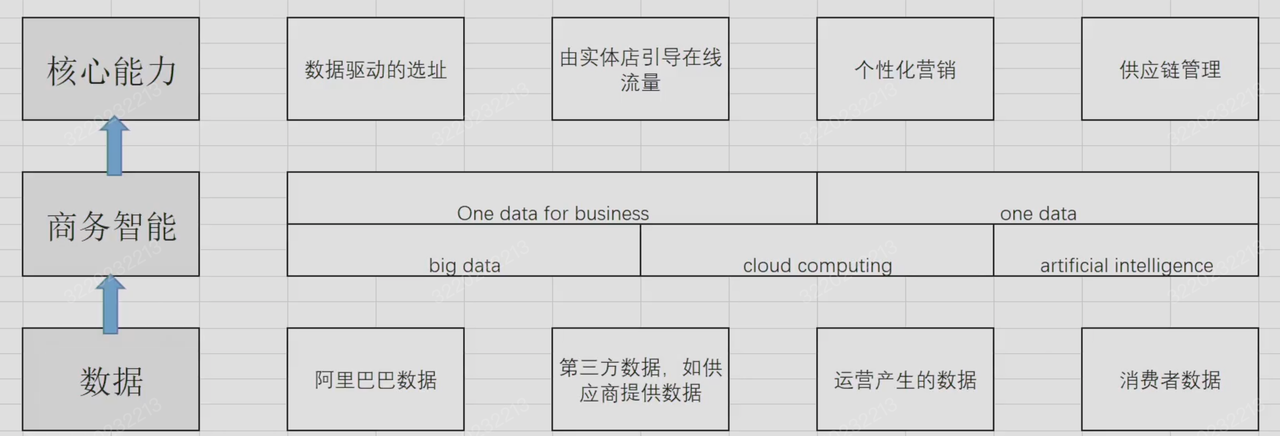 核心能力
数据驱动的选址
由实体店引导在线
流量
个性化营销
供应链管理
商务智能
One data for business
one data
big data
cloud computing
artificial intelligence
数据
阿里巴巴数据
第三方数据，如供
应商提供数据
运营产生的数据
消费者数据